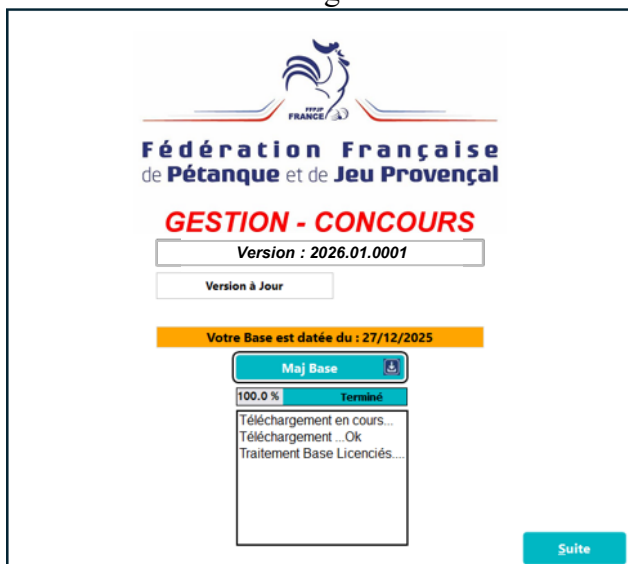 FFPJP
FRANCE
Fédération Française
de Pétanque et de Jeu Provençal
GESTION - CONCOURS
Version : 2026.01.0001
Version à Jour
Votre Base est datée du : 27/12/2025
Maj Base
100.0 % Terminé
Téléchargement en cours...
Téléchargement ...Ok
Traitement Base Licenciés....
Suite